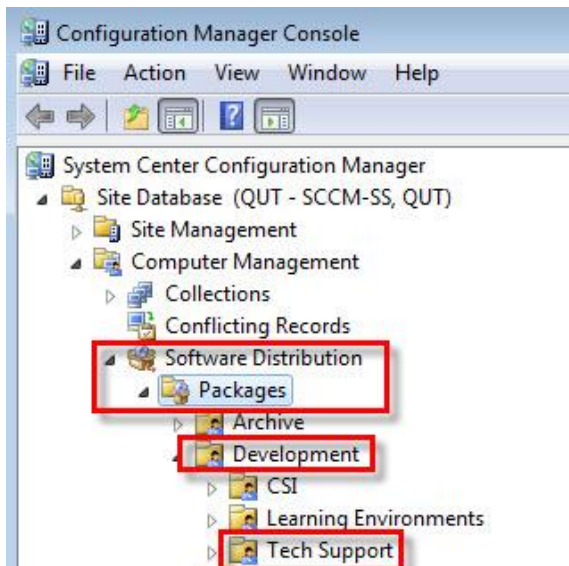 Configuration Manager Console
File Action View Window Help
System Center Configuration Manager
Site Database (QUT - SCCM-SS, QUT)
Site Management
Computer Management
Collections
Conflicting Records
Software Distribution
Packages
Archive
Development
CSI
Learning Environments
Tech Support